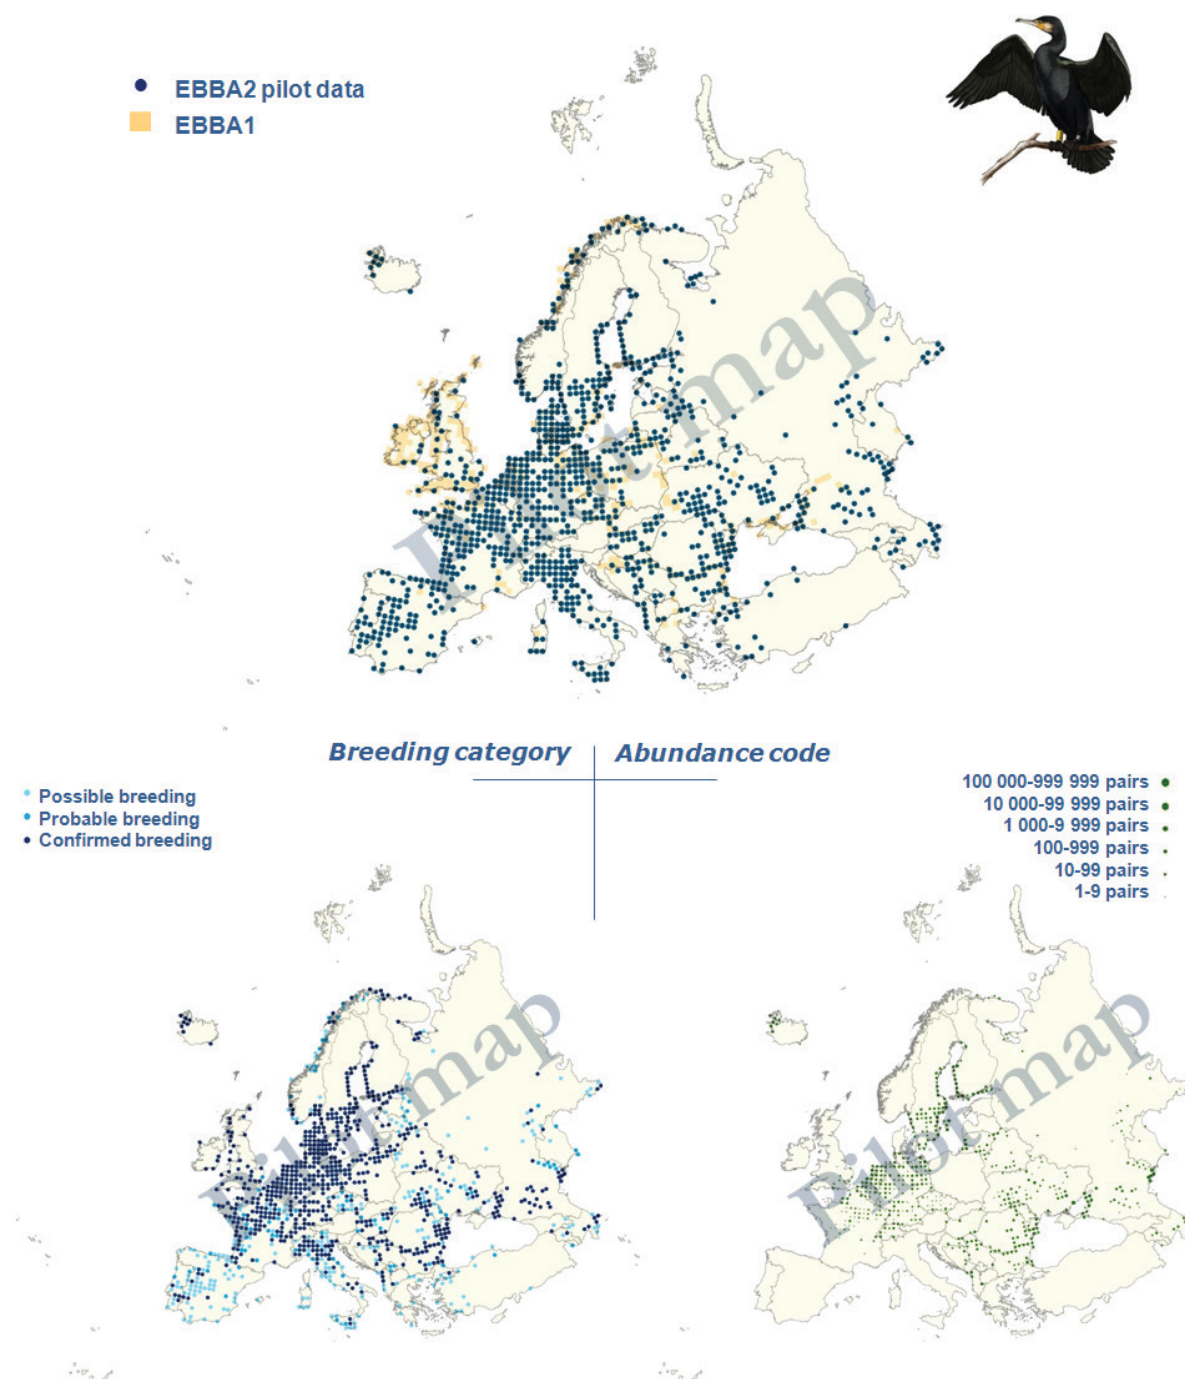 EBBA2 pilot data
EBBA1
Pilot map
Breeding category
Abundance code
Possible breeding
Probable breeding
Confirmed breeding
100 000-999 999 pairs
10 000-99 999 pairs
1 000-9 999 pairs
100-999 pairs
10-99 pairs
1-9 pairs
Pilot map
Pilot map